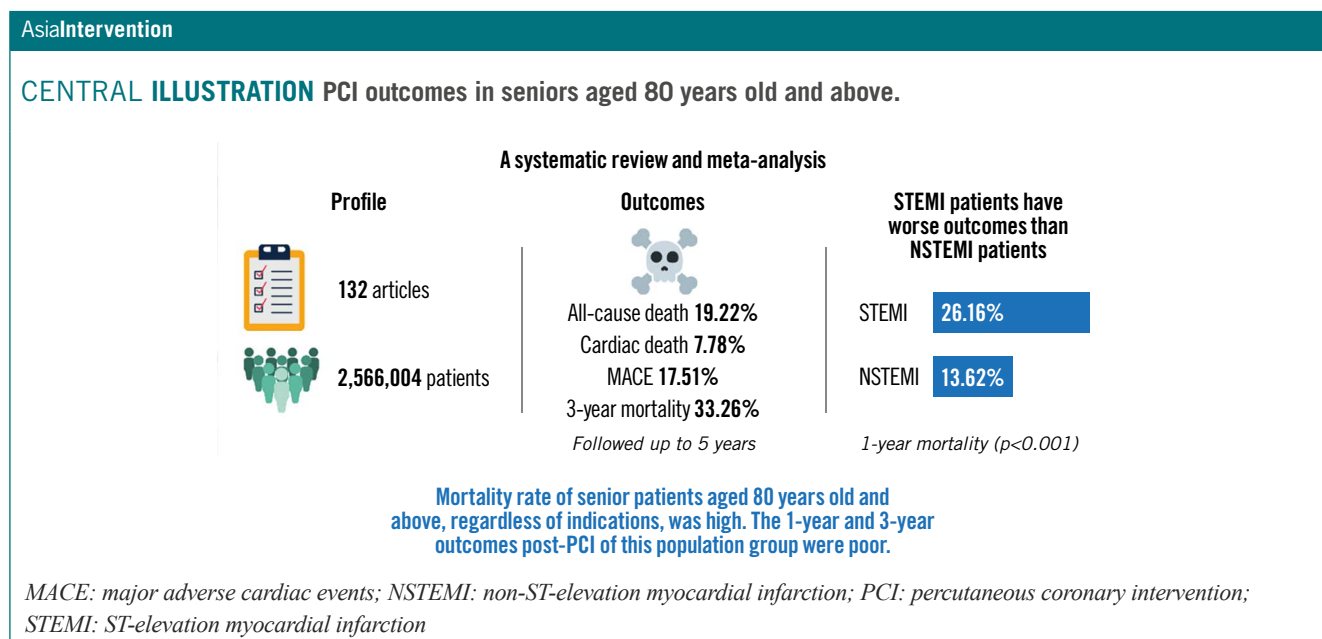 AsiaIntervention
CENTRAL ILLUSTRATION PCI outcomes in seniors aged 80 years old and above.
A systematic review and meta-analysis
Profile
132 articles
2,566,004 patients
Outcomes
All-cause death 19.22%
Cardiac death 7.78%
MACE 17.51%
3-year mortality 33.26%
Followed up to 5 years
STEMI patients have
worse outcomes than
NSTEMI patients
STEMI 26.16%
NSTEMI 13.62%
1-year mortality (p<0.001)
Mortality rate of senior patients aged 80 years old and
above, regardless of indications, was high. The 1-year and 3-year
outcomes post-PCI of this population group were poor.
MACE: major adverse cardiac events; NSTEMI: non-ST-elevation myocardial infarction; PCI: percutaneous coronary intervention;
STEMI: ST-elevation myocardial infarction